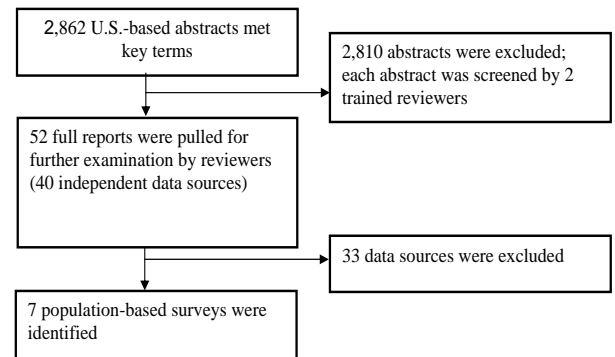 2,862 U.S.-based abstracts met
key terms
2,810 abstracts were excluded;
each abstract was screened by 2
trained reviewers
52 full reports were pulled for
further examination by reviewers
(40 independent data sources)
33 data sources were excluded
7 population-based surveys were
identified